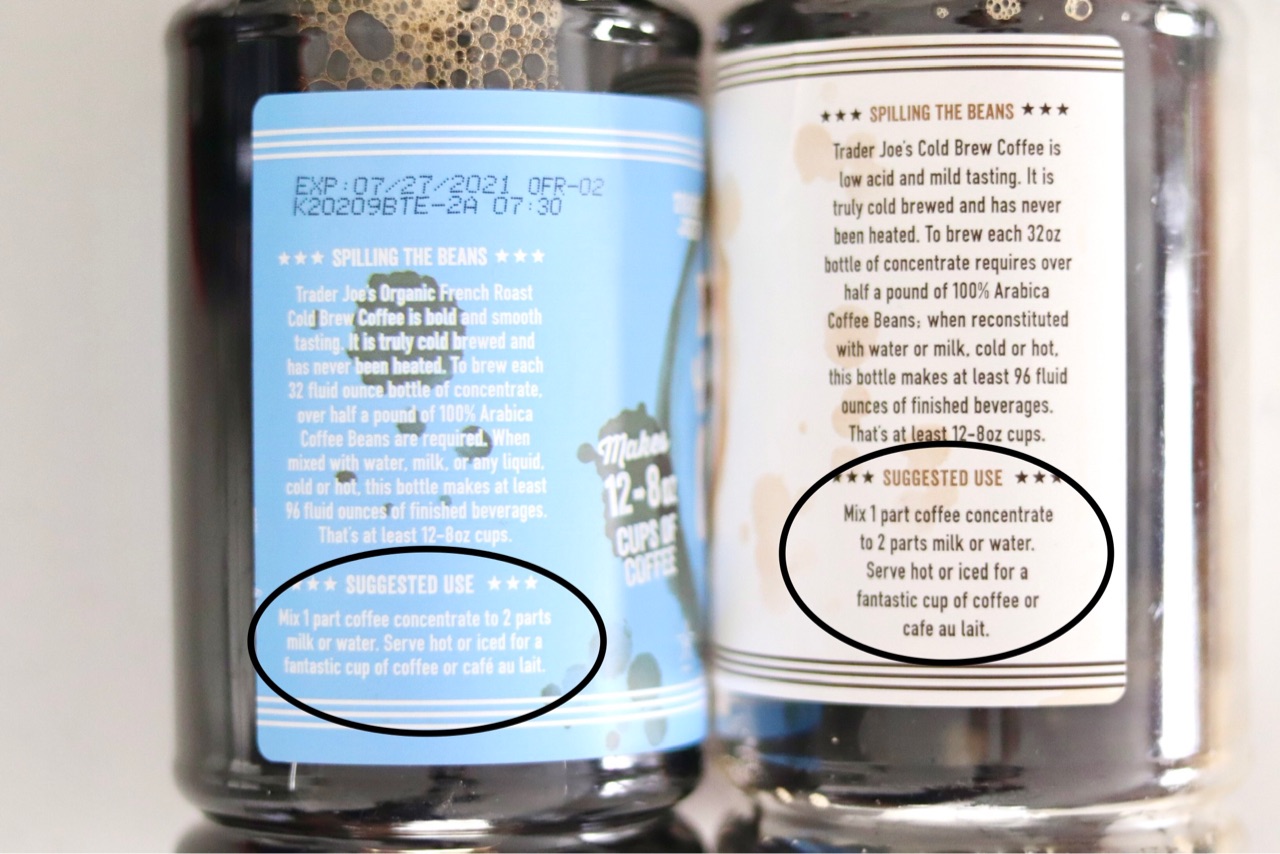 EXP:07/27/2021 OFR-02
K20209BTE-2A 07:30
★★★ SPILLING THE BEANS ★★★
Trader Joe's Organic French Roast
Cold Brew Coffee is bold and smooth
tasting. It is truly cold brewed and
has never been heated. To brew each
32 fluid ounce bottle of concentrate,
over half a pound of 100% Arabica
Coffee Beans are required. When
mixed with water, milk, or any liquid,
cold or hot, this bottle makes at least
96 fluid ounces of finished beverages.
That's at least 12-8oz cups.
★★★ SUGGESTED USE ★★★
Mix 1 part coffee concentrate to 2 parts
milk or water. Serve hot or iced for a
fantastic cup of coffee or café au lait.
Makes
12-8oz
CUPS OF
COFFEE
★★★ SPILLING THE BEANS ★★★
Trader Joe's Cold Brew Coffee is
low acid and mild tasting. It is
truly cold brewed and has never
been heated. To brew each 32oz
bottle of concentrate requires over
half a pound of 100% Arabica
Coffee Beans; when reconstituted
with water or milk, cold or hot,
this bottle makes at least 96 fluid
ounces of finished beverages.
That's at least 12-8oz cups.
★★★ SUGGESTED USE ★★★
Mix 1 part coffee concentrate
to 2 parts milk or water.
Serve hot or iced for a
fantastic cup of coffee or
cafe au lait.